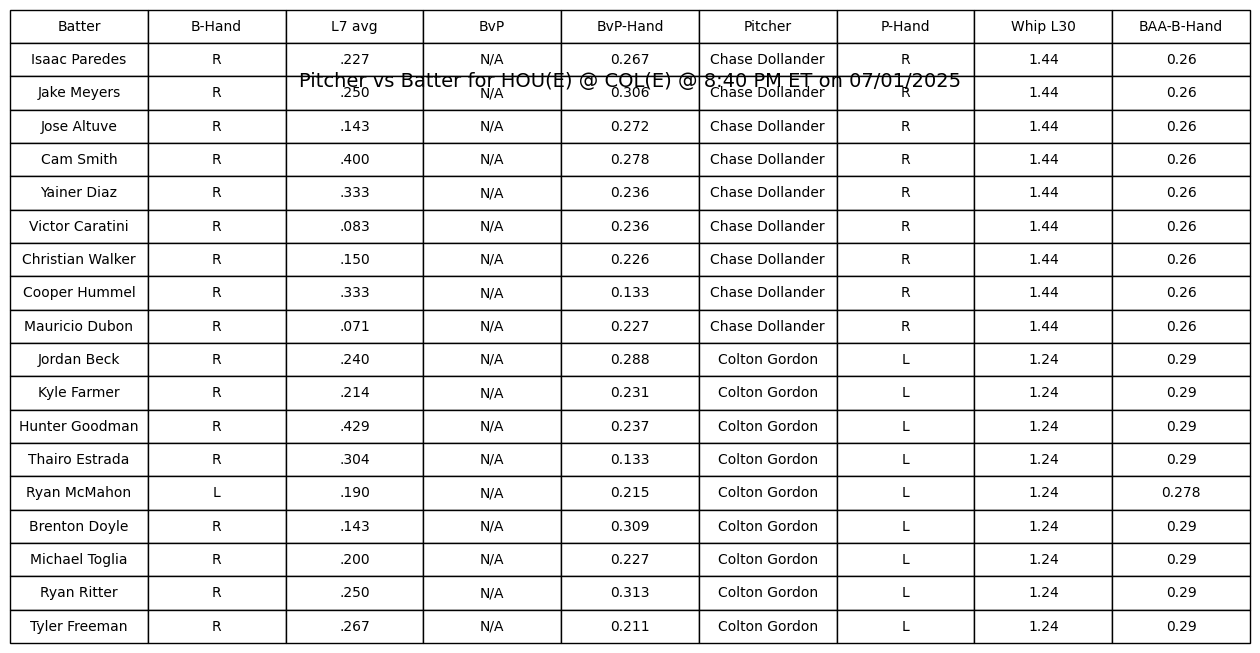 Batter B-Hand L7 avg BvP BvP-Hand Pitcher P-Hand Whip L30 BAA-B-Hand
Isaac Paredes R .227 N/A 0.267 Chase Dollander R 1.44 0.26
Pitcher vs Batter for HOU(E) @ COL(E) @ 8:40 PM ET on 07/01/2025
Jake Meyers R .250 N/A 0.306 Chase Dollander R 1.44 0.26
Jose Altuve R .143 N/A 0.272 Chase Dollander R 1.44 0.26
Cam Smith R .400 N/A 0.278 Chase Dollander R 1.44 0.26
Yainer Diaz R .333 N/A 0.236 Chase Dollander R 1.44 0.26
Victor Caratini R .083 N/A 0.236 Chase Dollander R 1.44 0.26
Christian Walker R .150 N/A 0.226 Chase Dollander R 1.44 0.26
Cooper Hummel R .333 N/A 0.133 Chase Dollander R 1.44 0.26
Mauricio Dubon R .071 N/A 0.227 Chase Dollander R 1.44 0.26
Jordan Beck R .240 N/A 0.288 Colton Gordon L 1.24 0.29
Kyle Farmer R .214 N/A 0.231 Colton Gordon L 1.24 0.29
Hunter Goodman R .429 N/A 0.237 Colton Gordon L 1.24 0.29
Thairo Estrada R .304 N/A 0.133 Colton Gordon L 1.24 0.29
Ryan McMahon L .190 N/A 0.215 Colton Gordon L 1.24 0.278
Brenton Doyle R .143 N/A 0.309 Colton Gordon L 1.24 0.29
Michael Toglia R .200 N/A 0.227 Colton Gordon L 1.24 0.29
Ryan Ritter R .250 N/A 0.313 Colton Gordon L 1.24 0.29
Tyler Freeman R .267 N/A 0.211 Colton Gordon L 1.24 0.29